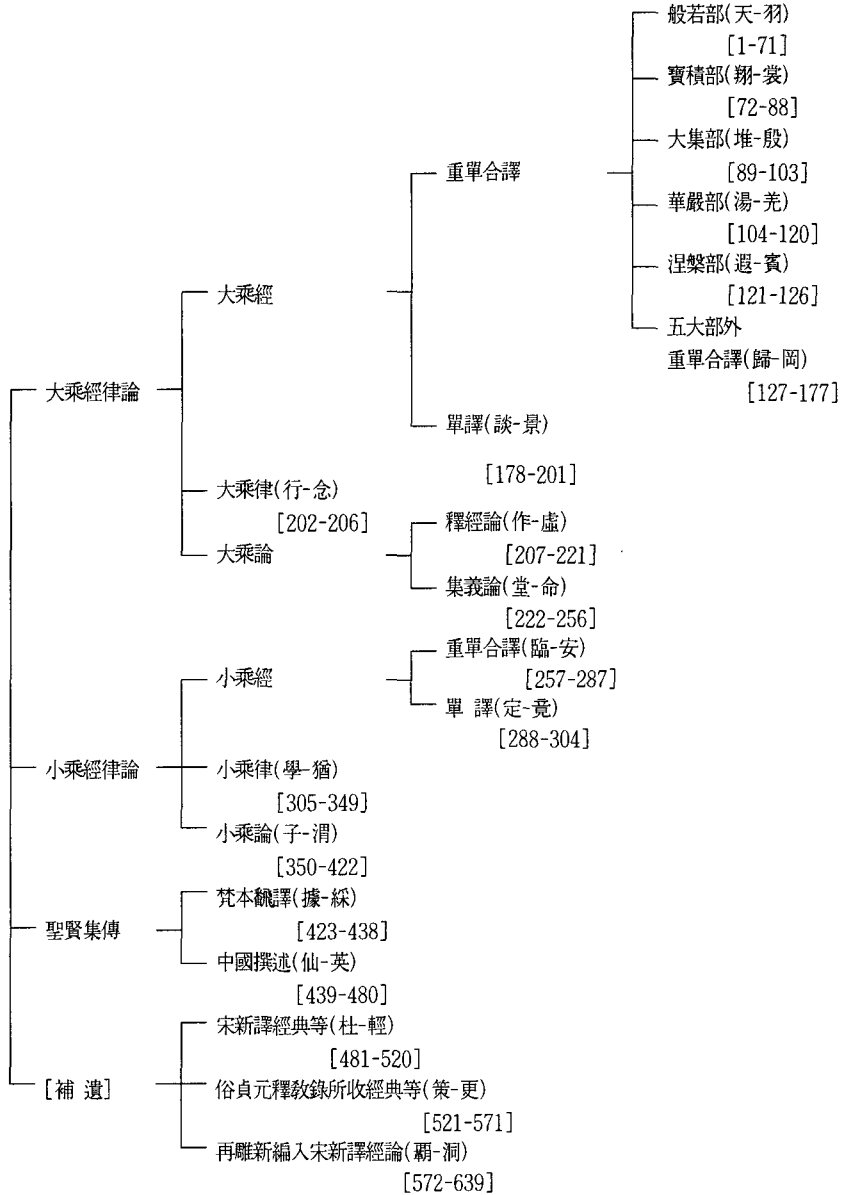 般若部(天-羽)
[1-71]
寶積部(翔-裳)
[72-88]
大集部(堆-殷)
[89-103]
重單合譯
華嚴部(湯-羌)
[104-120]
涅槃部(遐-賓)
[121-126]
大乘經
五大部外
重單合譯(歸-岡)
[127-177]
大乘經律論
單譯(談-景)
[178-201]
大乘律(行-念)
[202-206]
釋經論(作-虛)
[207-221]
大乘論
集義論(堂-命)
[222-256]
重單合譯(臨-安)
[257-287]
小乘經
單 譯(定-竟)
[288-304]
小乘經律論
小乘律(學-猶)
[305-349]
小乘論(子-渭)
[350-422]
梵本飜譯(據-綵)
[423-438]
聖賢集傳
中國撰述(仙-英)
[439-480]
宋新譯經典等(杜-輕)
[481-520]
[補 遺]
俗貞元釋敎錄所收經典等(策-更)
[521-571]
再雕新編入宋新譯經論(覇-洞)
[572-639]